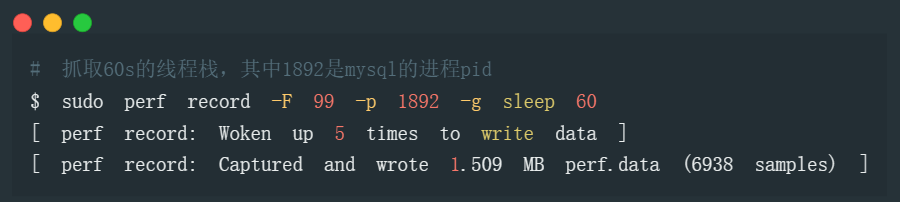 # 抓取60s的线程栈，其中1892是mysql的进程pid
$ sudo perf record -F 99 -p 1892 -g sleep 60
[ perf record: Woken up 5 times to write data ]
[ perf record: Captured and wrote 1.509 MB perf.data (6938 samples) ]